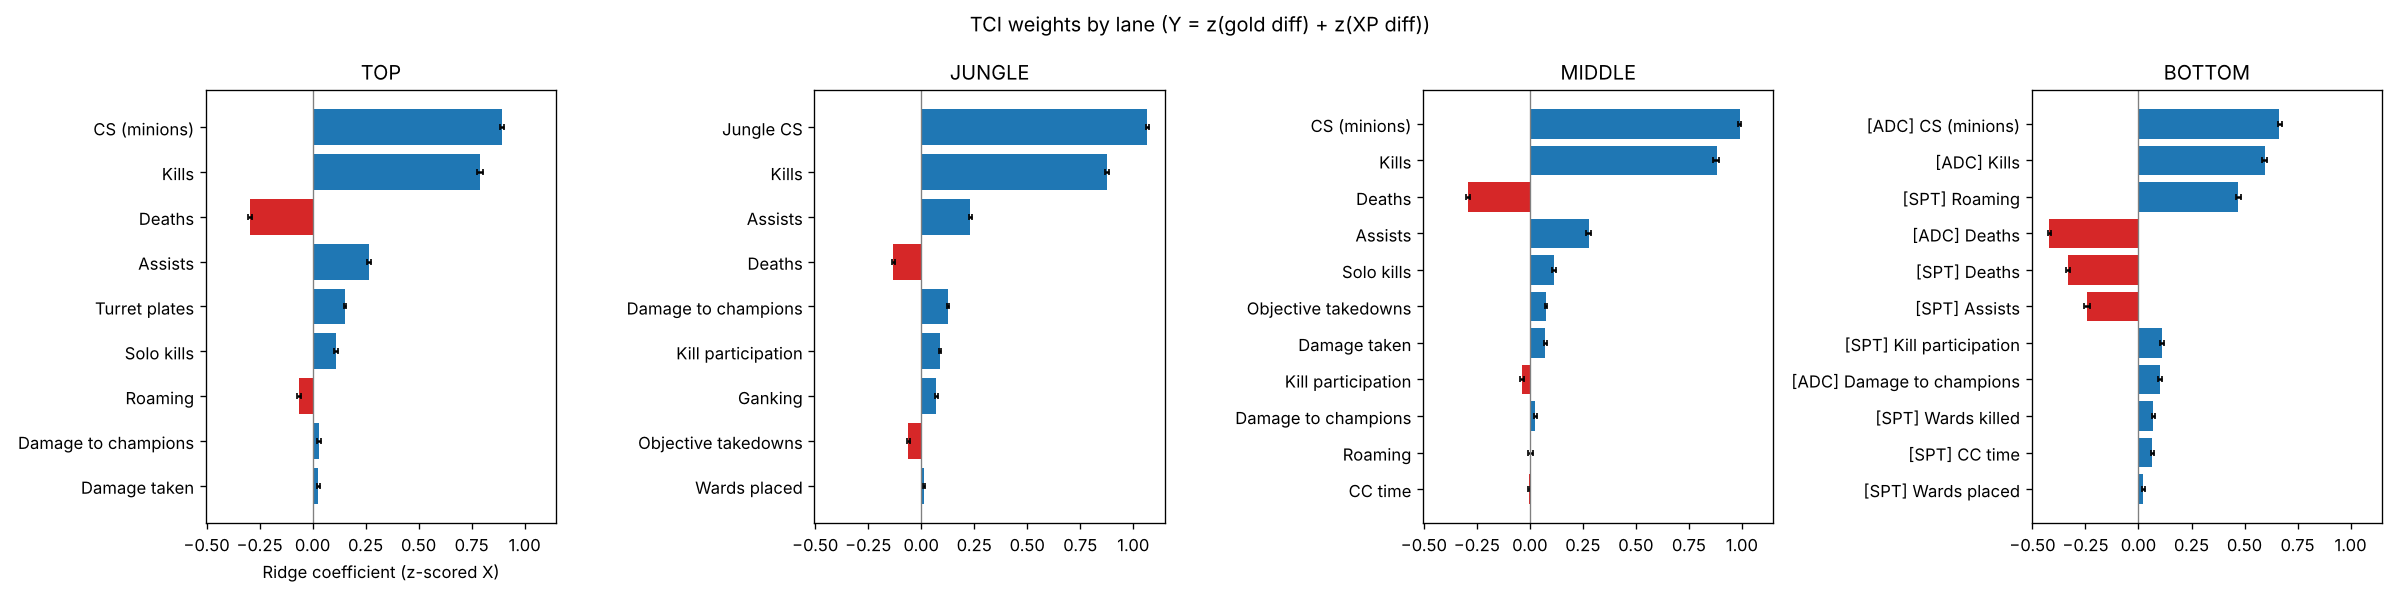 TCI weights by lane (Y = z(gold diff) + z(XP diff))
TOP
CS (minions)
Kills
Deaths
Assists
Turret plates
Solo kills
Roaming
Damage to champions
Damage taken
−0.50 −0.25 0.00 0.25 0.50 0.75 1.00
Ridge coefficient (z-scored X)
JUNGLE
Jungle CS
Kills
Assists
Deaths
Damage to champions
Kill participation
Ganking
Objective takedowns
Wards placed
−0.50 −0.25 0.00 0.25 0.50 0.75 1.00
MIDDLE
CS (minions)
Kills
Deaths
Assists
Solo kills
Objective takedowns
Damage taken
Kill participation
Damage to champions
Roaming
CC time
−0.50 −0.25 0.00 0.25 0.50 0.75 1.00
BOTTOM
[ADC] CS (minions)
[ADC] Kills
[SPT] Roaming
[ADC] Deaths
[SPT] Deaths
[SPT] Assists
[SPT] Kill participation
[ADC] Damage to champions
[SPT] Wards killed
[SPT] CC time
[SPT] Wards placed
−0.50 −0.25 0.00 0.25 0.50 0.75 1.00